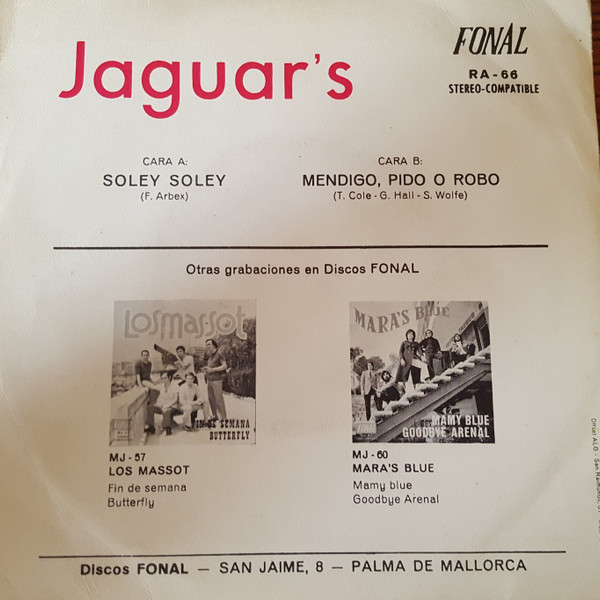 Jaguar's
FONAL
RA-66
STEREO-COMPATIBLE
CARA A:
SOLEY SOLEY
(F. Arbex)
CARA B:
MENDIGO, PIDO O ROBO
(T. Cole - G. Hall - S. Wolfe)
Otras grabaciones en Discos FONAL
Los massot
FIN DE SEMANA
BUTTERFLY
MARA'S BLUE
MAMY BLUE
GOODBYE ARENAL
MJ - 57
LOS MASSOT
Fin de semana
Butterfly
MJ - 60
MARA'S BLUE
Mamy blue
Goodbye Arenal
Discos FONAL — SAN JAIME, 8 — PALMA DE MALLORCA